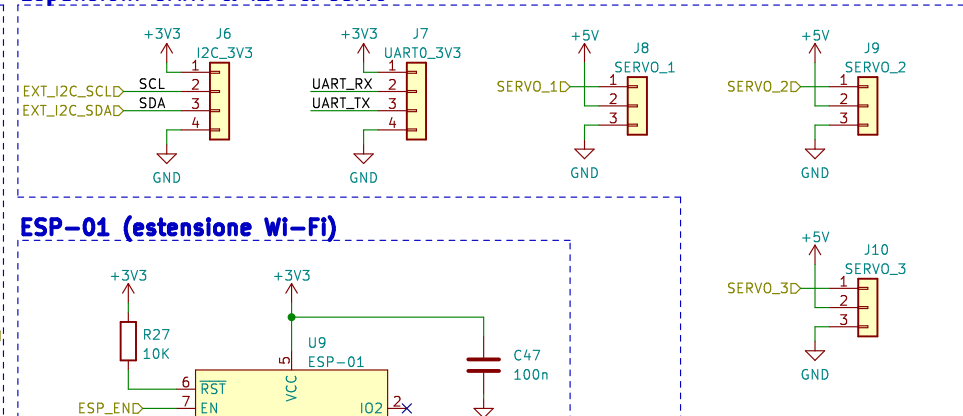 +3V3
J6
I2C_3V3
1
EXT_I2C_SCL
SCL
2
EXT_I2C_SDA
SDA
3
4
GND
+3V3
J7
UART0_3V3
1
UART_RX
2
UART_TX
3
4
GND
+5V
J8
SERVO_1
SERVO_1
1
2
3
GND
+5V
J9
SERVO_2
SERVO_2
1
2
3
GND
ESP-01 (estensione Wi-Fi)
+3V3
R27
10K
+3V3
U9
ESP-01
5
VCC
C47
100n
6
RST
ESP_EN
7
EN
IO2
2
+5V
J10
SERVO_3
SERVO_3
1
2
3
GND